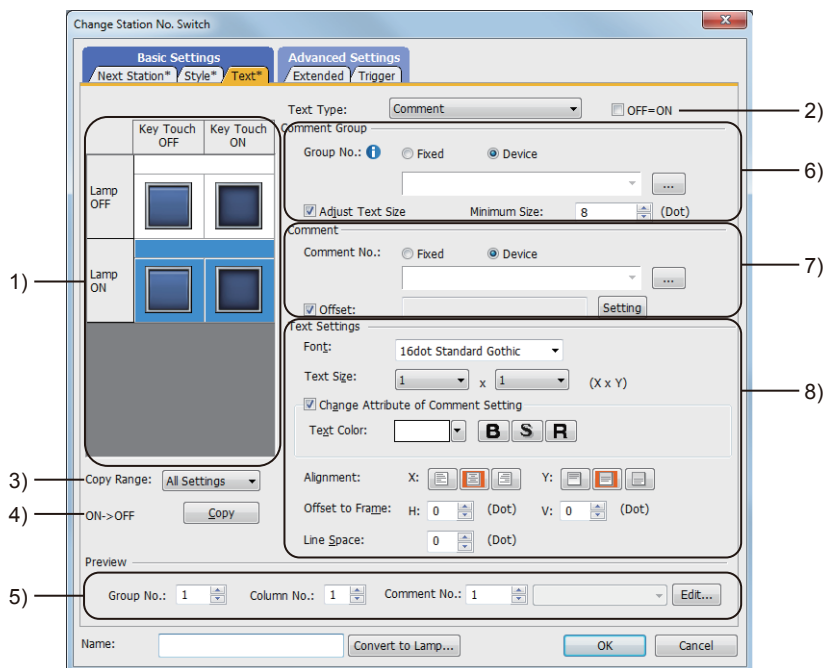 Change Station No. Switch
Basic Settings
Advanced Settings
Next Station* Style* Text* Extended Trigger
Text Type: Comment OFF=ON 2)
Key Touch OFF
Key Touch ON
Lamp OFF
Lamp ON
1)
Comment Group
Group No.: Fixed Device
... 6)
Adjust Text Size Minimum Size: 8 (Dot)
Comment
Comment No.: Fixed Device
... 7)
Offset: Setting
Text Settings
Font: 16dot Standard Gothic
Text Size: 1 x 1 (X x Y)
8)
Change Attribute of Comment Setting
Text Color: B S R
Alignment: X: Y:
Offset to Frame: H: 0 (Dot) V: 0 (Dot)
Line Space: 0 (Dot)
3) Copy Range: All Settings
4) ON->OFF Copy
Preview
5) Group No.: 1 Column No.: 1 Comment No.: 1 Edit...
Name: Convert to Lamp... OK Cancel